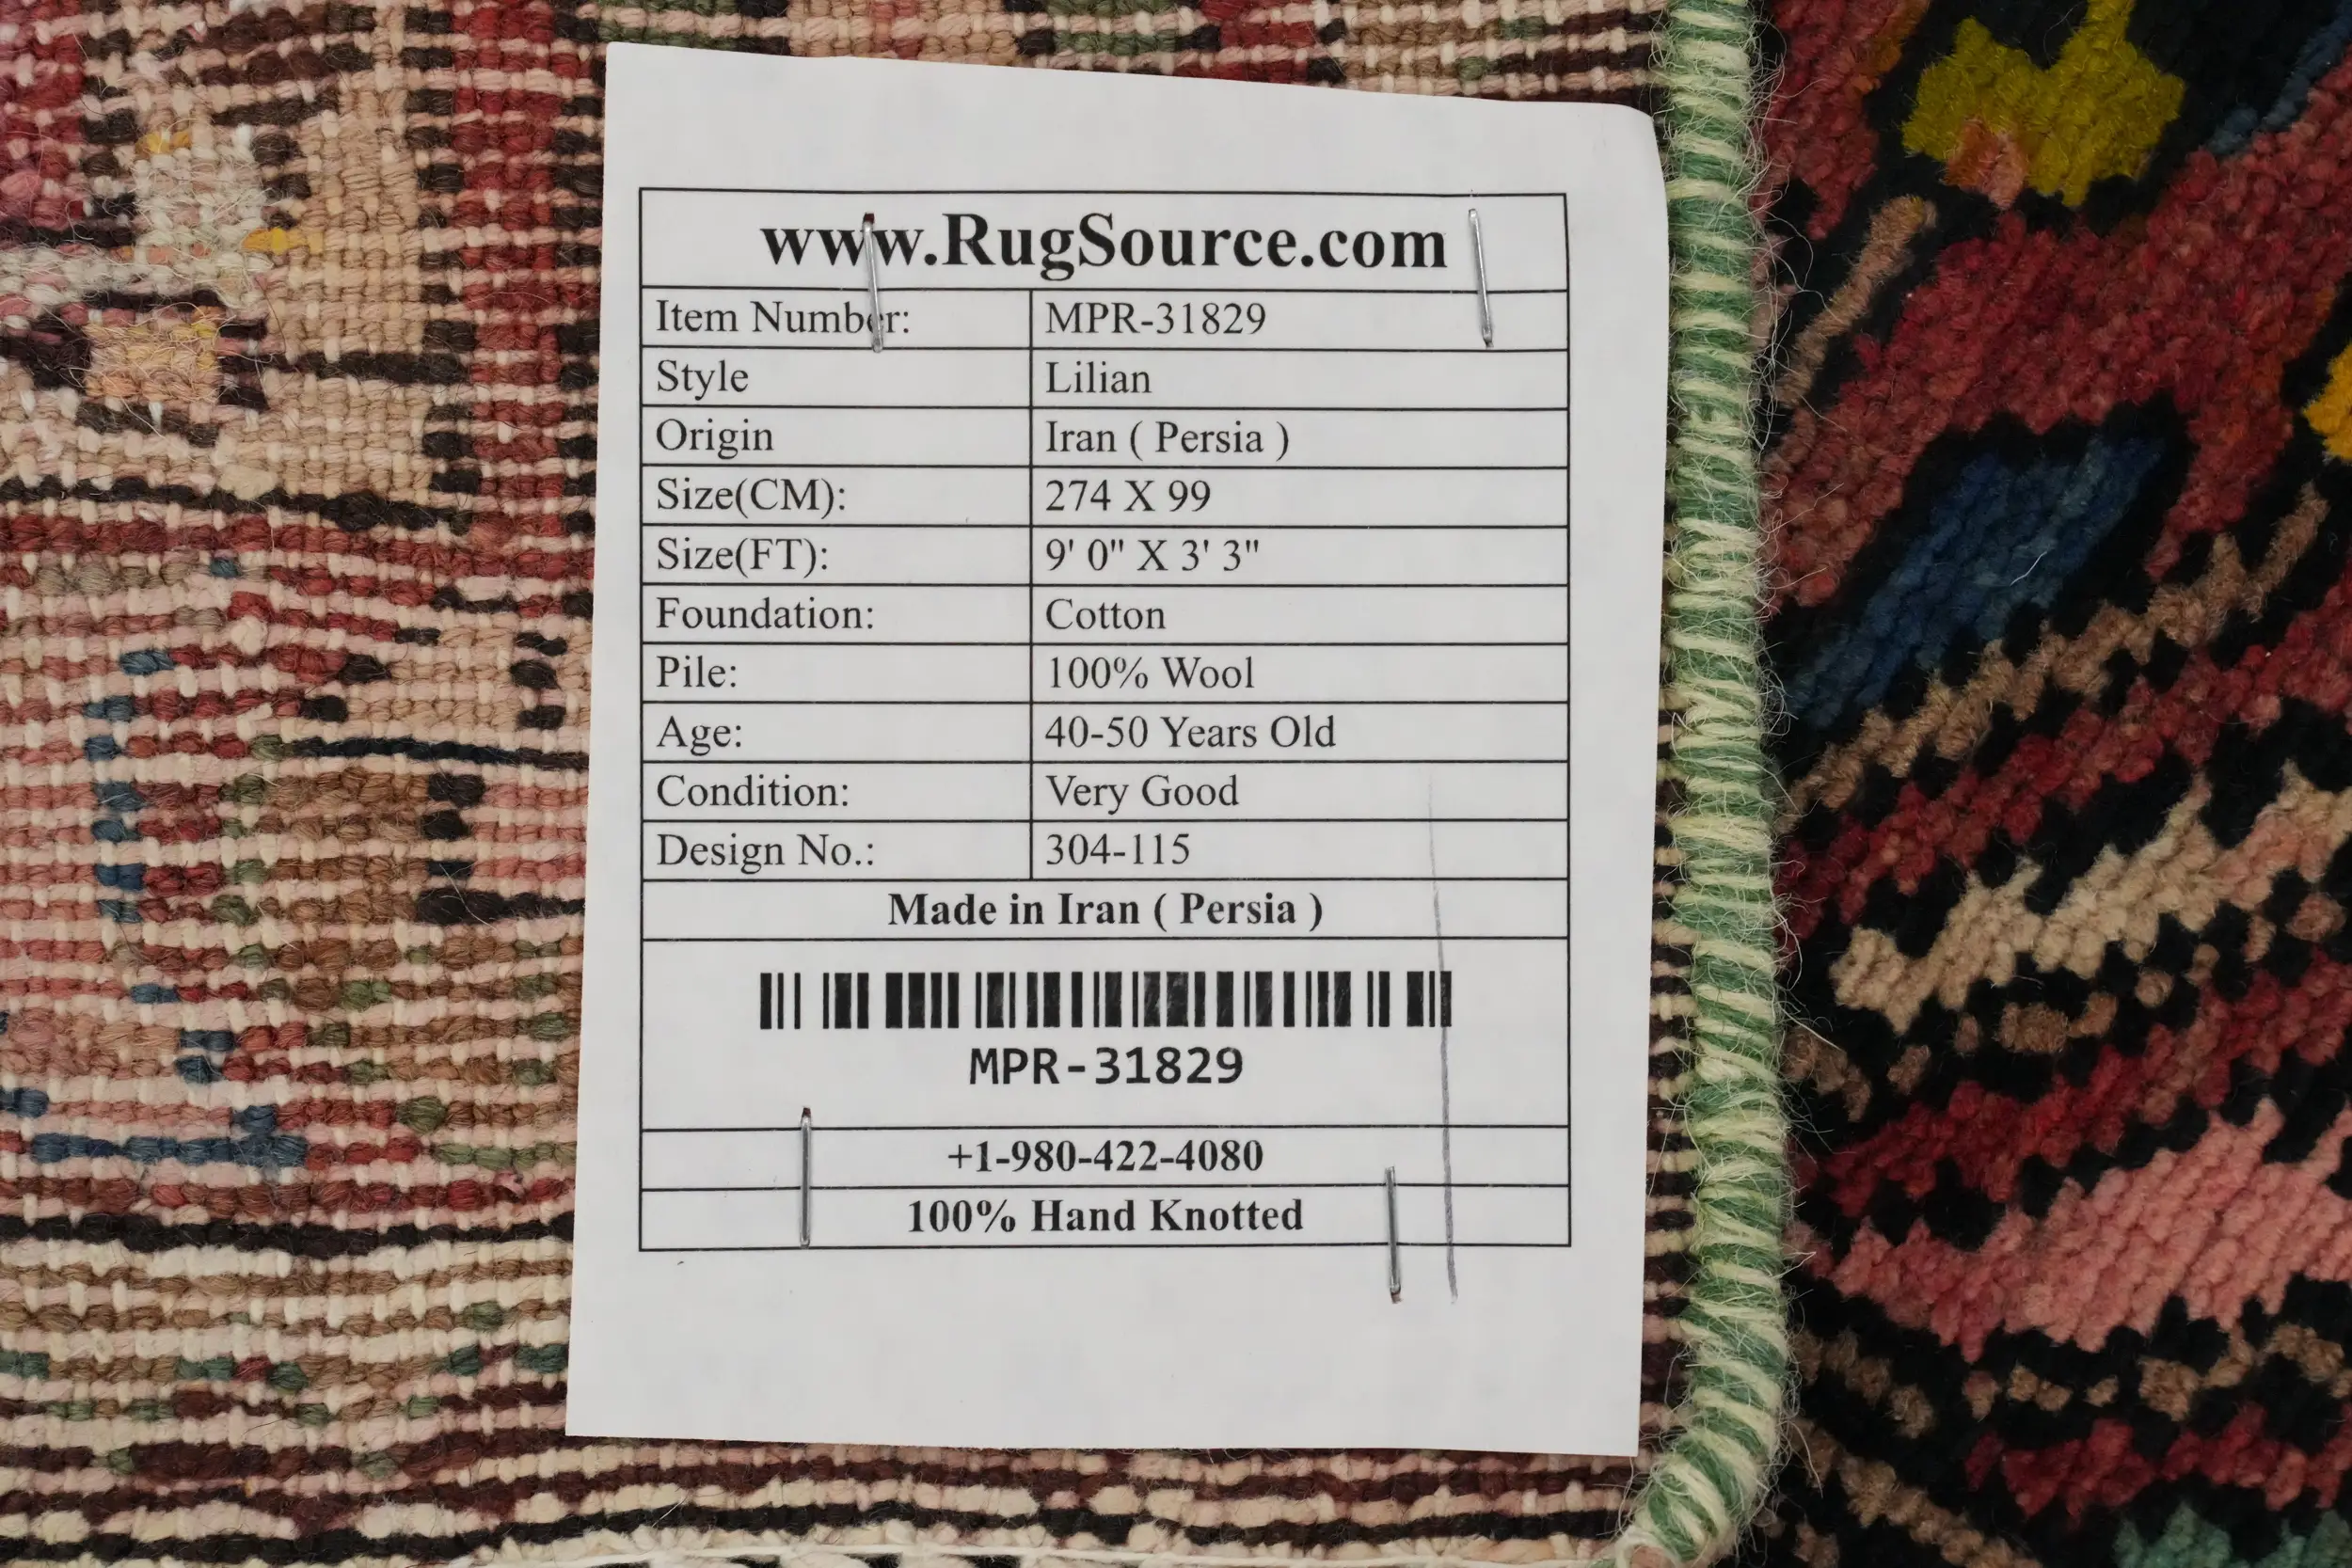 www.RugSource.com
Item Number: MPR-31829
Style Lilian
Origin Iran ( Persia )
Size(CM): 274 X 99
Size(FT): 9' 0" X 3' 3"
Foundation: Cotton
Pile: 100% Wool
Age: 40-50 Years Old
Condition: Very Good
Design No.: 304-115
Made in Iran ( Persia )
MPR-31829
+1-980-422-4080
100% Hand Knotted